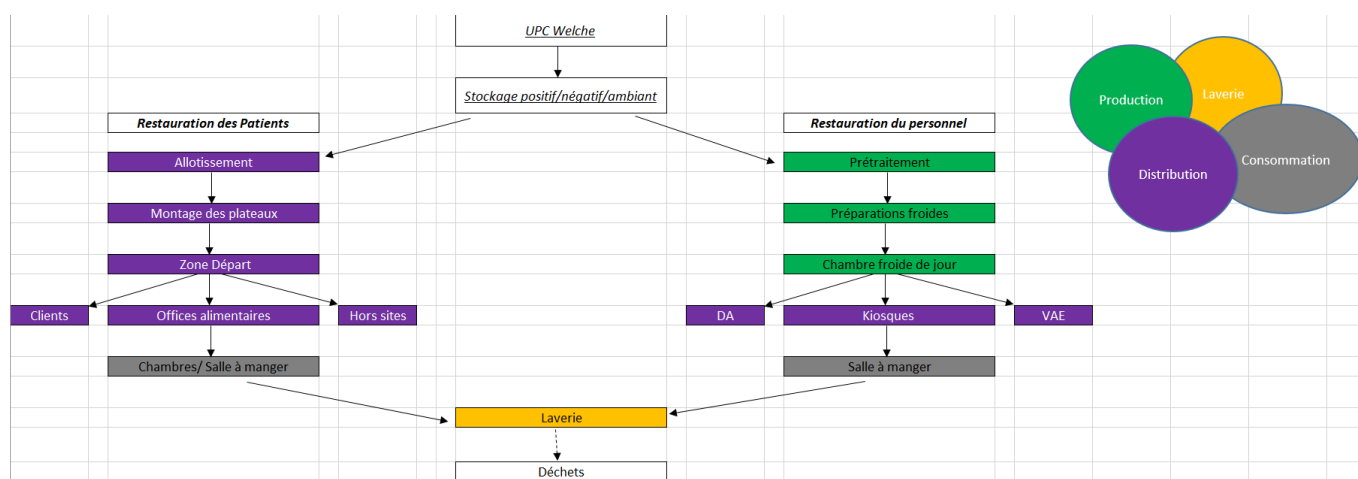 UPC Welche
Stockage positif/négatif/ambiant
Restauration des Patients
Restauration du personnel
Allotissement
Prétraitement
Montage des plateaux
Préparations froides
Zone Départ
Chambre froide de jour
Clients
Offices alimentaires
Hors sites
DA
Kiosques
VAE
Chambres/ Salle à manger
Salle à manger
Laverie
Déchets
Production
Laverie
Consommation
Distribution